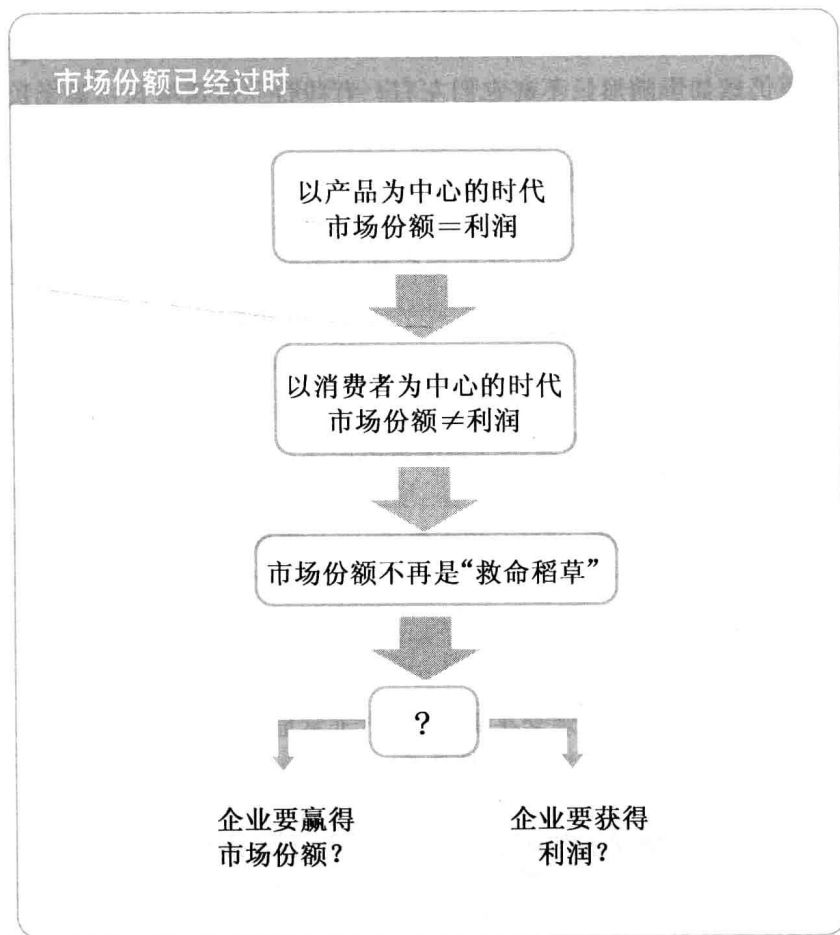 市场份额已经过时
以产品为中心的时代
市场份额＝利润
以消费者为中心的时代
市场份额≠利润
市场份额不再是“救命稻草”
？
企业要赢得
市场份额？
企业要获得
利润？